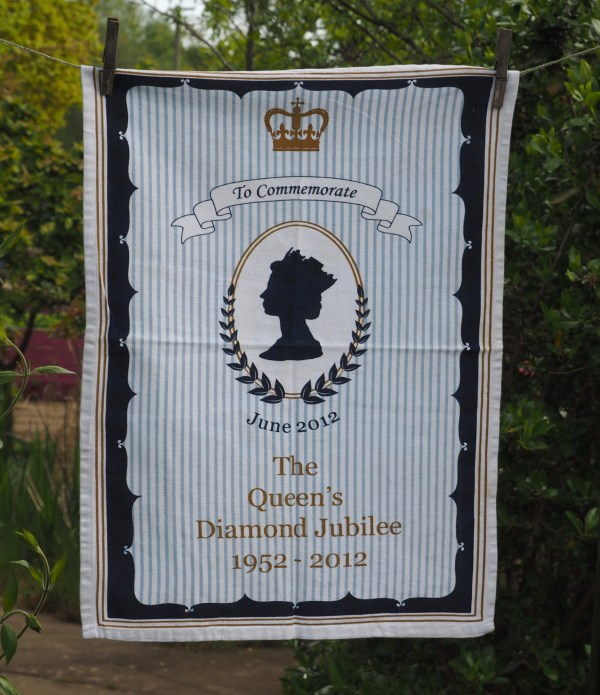 To Commemorate
June 2012
The
Queen's
Diamond Jubilee
1952 - 2012